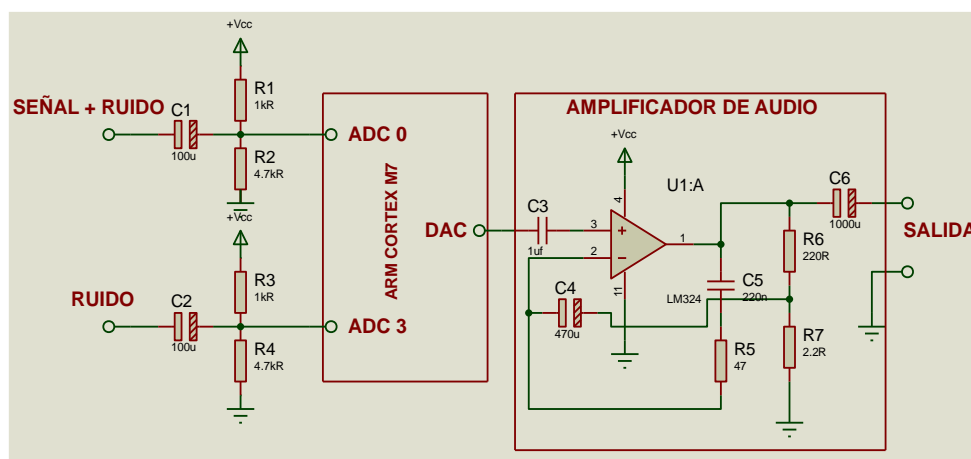 +Vcc
R1
1kR
SEÑAL + RUIDO
C1
100u
ADC 0
R2
4.7kR
+Vcc
R3
1kR
RUIDO
C2
100u
ADC 3
R4
4.7kR
ARM CORTEX M7
DAC
AMPLIFICADOR DE AUDIO
+Vcc
U1:A
C3
1uf
4
3
2
1
11
LM324
C4
470u
C5
220n
R5
47
R6
220R
R7
2.2R
C6
1000u
SALIDA